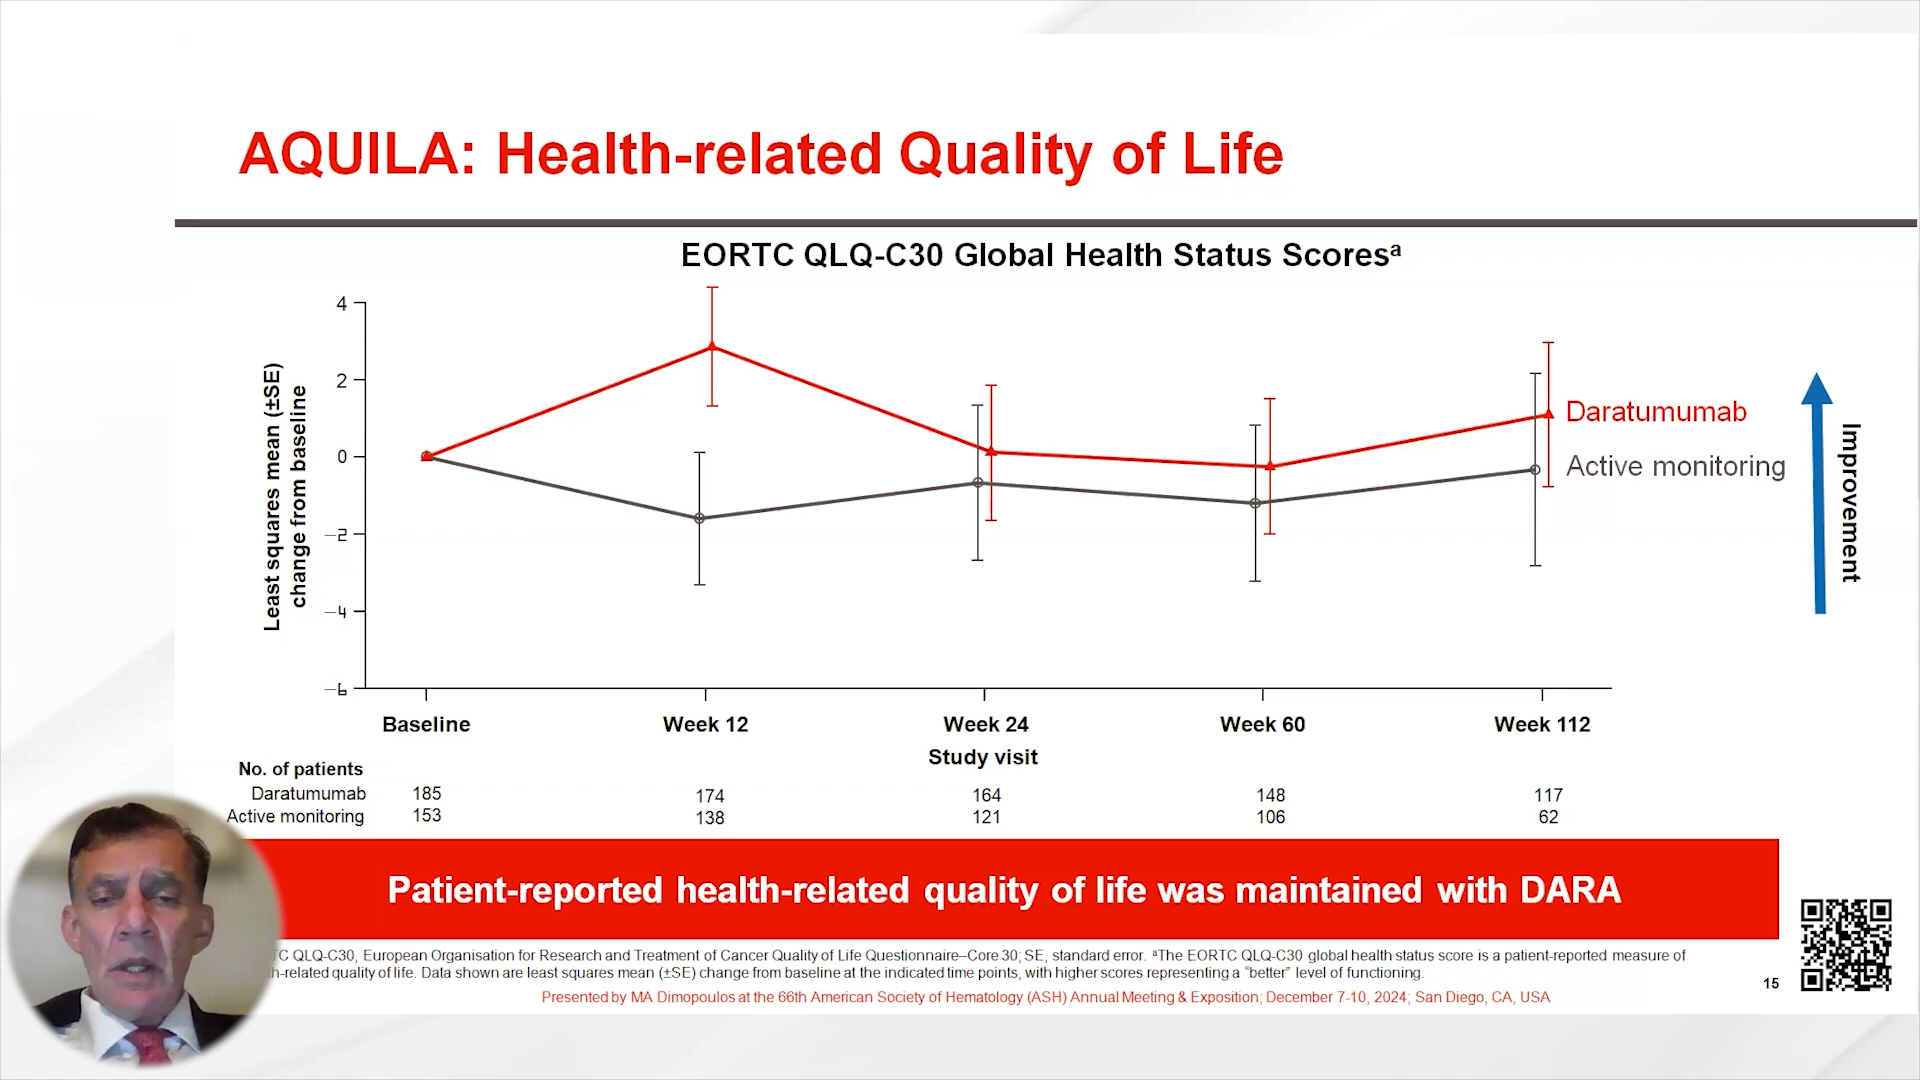 AQUILA: Health-related Quality of Life
EORTC QLQ-C30 Global Health Status Scoresᵃ
Least squares mean (±SE)
change from baseline
4
2
0
−2
−4
−6
Daratumumab
Active monitoring
Improvement
Baseline Week 12 Week 24 Week 60 Week 112
Study visit
No. of patients
Daratumumab 185 174 164 148 117
Active monitoring 153 138 121 106 62
Patient-reported health-related quality of life was maintained with DARA
QLQ-C30, European Organisation for Research and Treatment of Cancer Quality of Life Questionnaire–Core 30; SE, standard error. ᵃThe EORTC QLQ-C30 global health status score is a patient-reported measure of
quality of life. Data shown are least squares mean (±SE) change from baseline at the indicated time points, with higher scores representing a "better" level of functioning.
Presented by MA Dimopoulos at the 66th American Society of Hematology (ASH) Annual Meeting & Exposition; December 7-10, 2024; San Diego, CA, USA
15